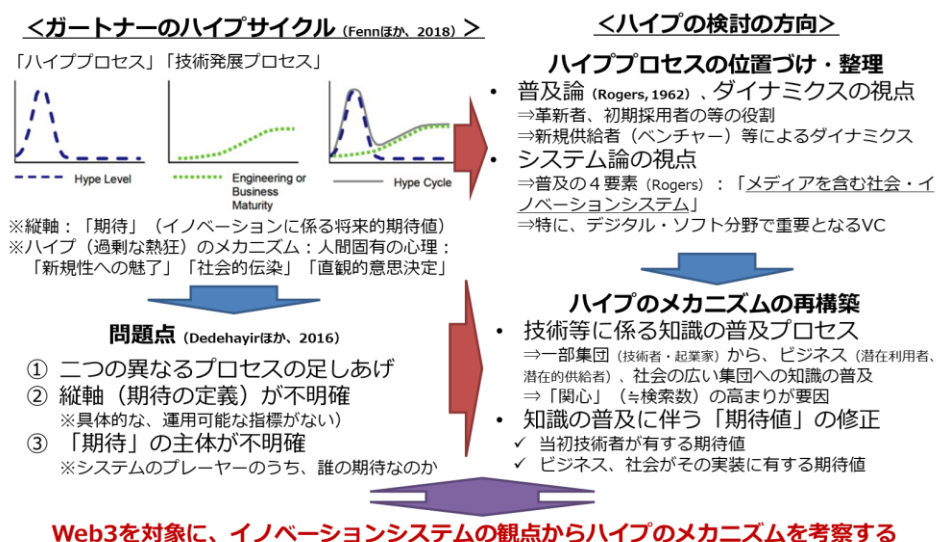 ＜ガートナーのハイプサイクル（Fennほか、2018）＞
「ハイププロセス」「技術発展プロセス」
Hype Level
Engineering or
Business
Maturity
Hype Cycle
※縦軸：「期待」（イノベーションに係る将来的期待値）
※ハイプ（過剰な熱狂）のメカニズム：人間固有の心理：
「新規性への魅了」「社会的伝染」「直観的意思決定」
問題点（Dedehayirほか、2016）
① 二つの異なるプロセスの足しあげ
② 縦軸（期待の定義）が不明確
※具体的な、運用可能な指標がない）
③ 「期待」の主体が不明確
※システムのプレーヤーのうち、誰の期待なのか
＜ハイプの検討の方向＞
ハイププロセスの位置づけ・整理
• 普及論（Rogers, 1962）、ダイナミクスの視点
⇒革新者、初期採用者の等の役割
⇒新規供給者（ベンチャー）等によるダイナミクス
• システム論の視点
⇒普及の４要素（Rogers）：「メディアを含む社会・イ
ノベーションシステム」
⇒特に、デジタル・ソフト分野で重要となるVC
ハイプのメカニズムの再構築
• 技術等に係る知識の普及プロセス
⇒一部集団（技術者・起業家）から、ビジネス（潜在利用者、
潜在的供給者）、社会の広い集団への知識の普及
⇒「関心」（≒検索数）の高まりが要因
• 知識の普及に伴う「期待値」の修正
✓ 当初技術者が有する期待値
✓ ビジネス、社会がその実装に有する期待値
Web3を対象に、イノベーションシステムの観点からハイプのメカニズムを考察する